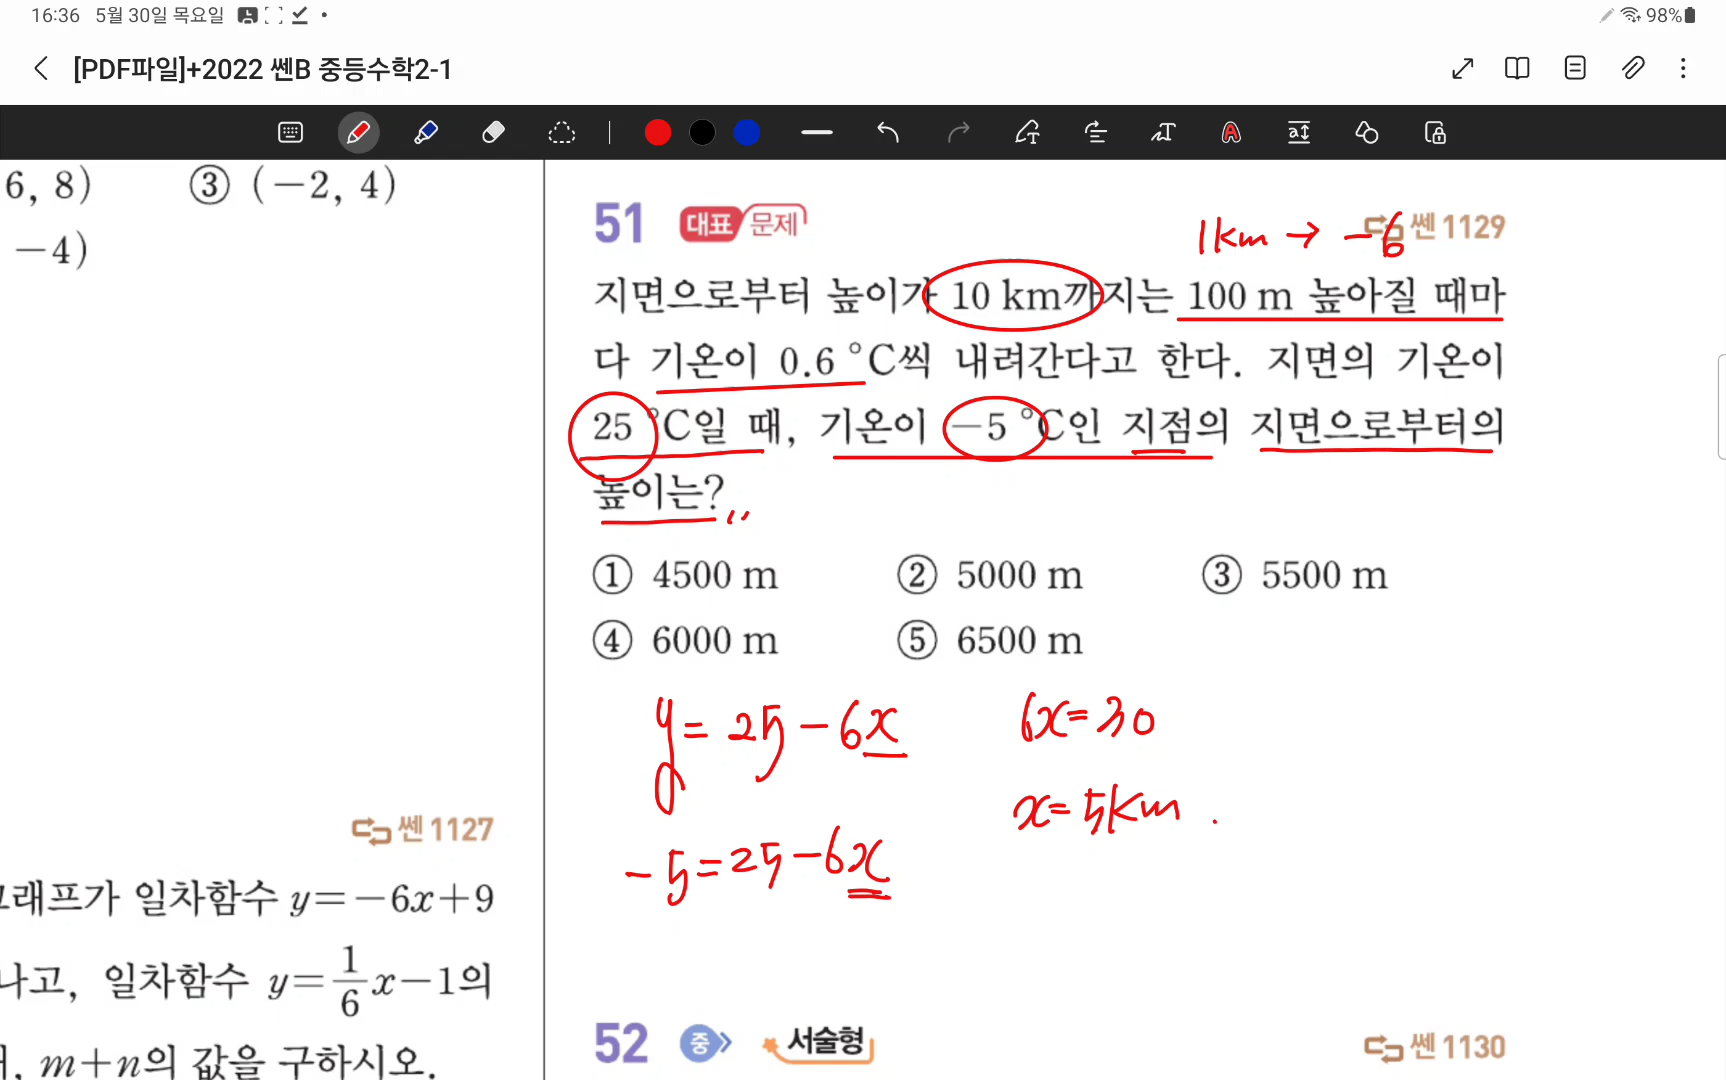 16:36 5월 30일 목요일
98%
[PDF파일]+2022 쎈B 중등수학2-1
6, 8) ③ (−2, 4)
−4)
쎈 1127
그래프가 일차함수 y=−6x+9
나고, 일차함수 y=1/6x−1의
m+n의 값을 구하시오.
51 대표 문제 쎈 1129
1km → −6
지면으로부터 높이가 10 km까지는 100 m 높아질 때마
다 기온이 0.6 °C씩 내려간다고 한다. 지면의 기온이
25 °C일 때, 기온이 −5 °C인 지점의 지면으로부터의
높이는?
① 4500 m ② 5000 m ③ 5500 m
④ 6000 m ⑤ 6500 m
y = 25 − 6x
−5 = 25 − 6x
6x = 30
x = 5km .
52 중 서술형 쎈 1130